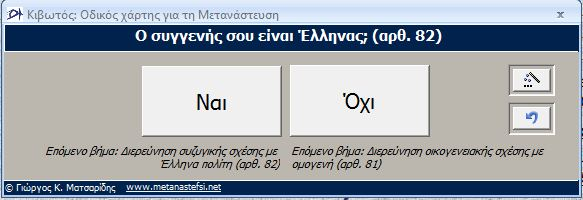 Κιβωτός: Οδικός χάρτης για τη Μετανάστευση
Ο συγγενής σου είναι Έλληνας; (αρθ. 82)
Ναι
Όχι
Επόμενο βήμα: Διερεύνηση συζυγικής σχέσης με
Έλληνα πολίτη (αρθ. 82)
Επόμενο βήμα: Διερεύνηση οικογενειακής σχέσης με
ομογενή (αρθ. 81)
© Γιώργος Κ. Ματσαρίδης www.metanastefsi.net